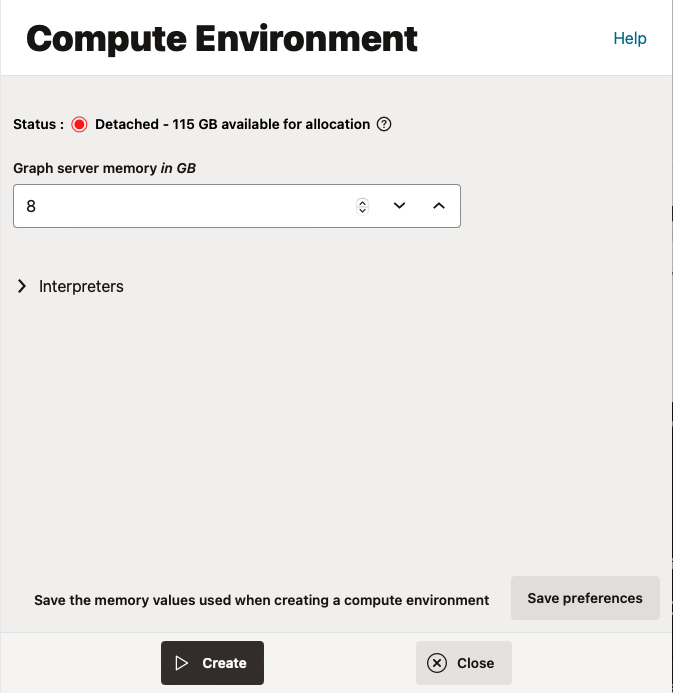 Compute Environment
Help
Status : Detached - 115 GB available for allocation ?
Graph server memory in GB
8
Interpreters
Save the memory values used when creating a compute environment
Save preferences
Create
Close